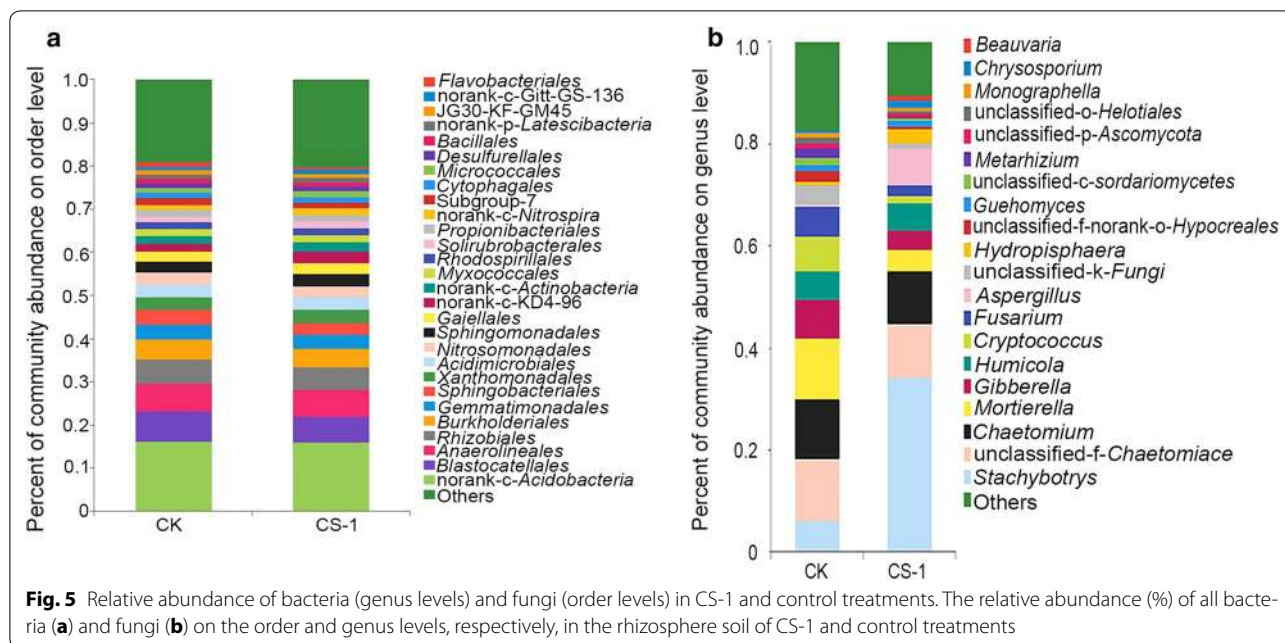 a
Percent of community abundance on order level
1.0
0.9
0.8
0.7
0.6
0.5
0.4
0.3
0.2
0.1
0
CK
CS-1
Flavobacteriales
norank-c-Gitt-GS-136
JG30-KF-GM45
norank-p-Latescibacteria
Bacillales
Desulfurellales
Micrococcales
Cytophagales
Subgroup-7
norank-c-Nitrospira
Propionibacteriales
Solirubrobacterales
Rhodospirillales
Myxococcales
norank-c-Actinobacteria
norank-c-KD4-96
Gaiellales
Sphingomonadales
Nitrosomonadales
Acidimicrobiales
Xanthomonadales
Sphingobacteriales
Gemmatimonadales
Burkholderiales
Rhizobiales
Anaerolineales
Blastocatellales
norank-c-Acidobacteria
Others
b
Percent of community abundance on genus level
1.0
0.8
0.6
0.4
0.2
0
CK
CS-1
Beauvaria
Chrysosporium
Monographella
unclassified-o-Helotiales
unclassified-p-Ascomycota
Metarhizium
unclassified-c-sordariomycetes
Guehomyces
unclassified-f-norank-o-Hypocreales
Hydropisphaera
unclassified-k-Fungi
Aspergillus
Fusarium
Cryptococcus
Humicola
Gibberella
Mortierella
Chaetomium
unclassified-f-Chaetomiace
Stachybotrys
Others
Fig. 5 Relative abundance of bacteria (genus levels) and fungi (order levels) in CS-1 and control treatments. The relative abundance (%) of all bacte-
ria (a) and fungi (b) on the order and genus levels, respectively, in the rhizosphere soil of CS-1 and control treatments